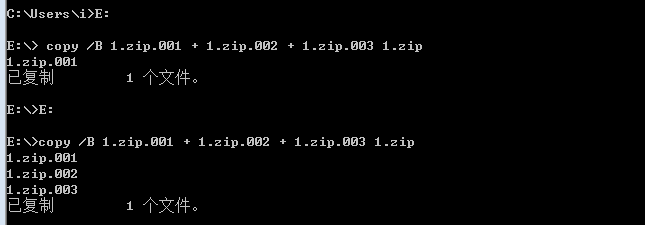 C:\Users\i>E:
E:\> copy /B 1.zip.001 + 1.zip.002 + 1.zip.003 1.zip
1.zip.001
已复制         1 个文件。
E:\>E:
E:\>copy /B 1.zip.001 + 1.zip.002 + 1.zip.003 1.zip
1.zip.001
1.zip.002
1.zip.003
已复制         1 个文件。